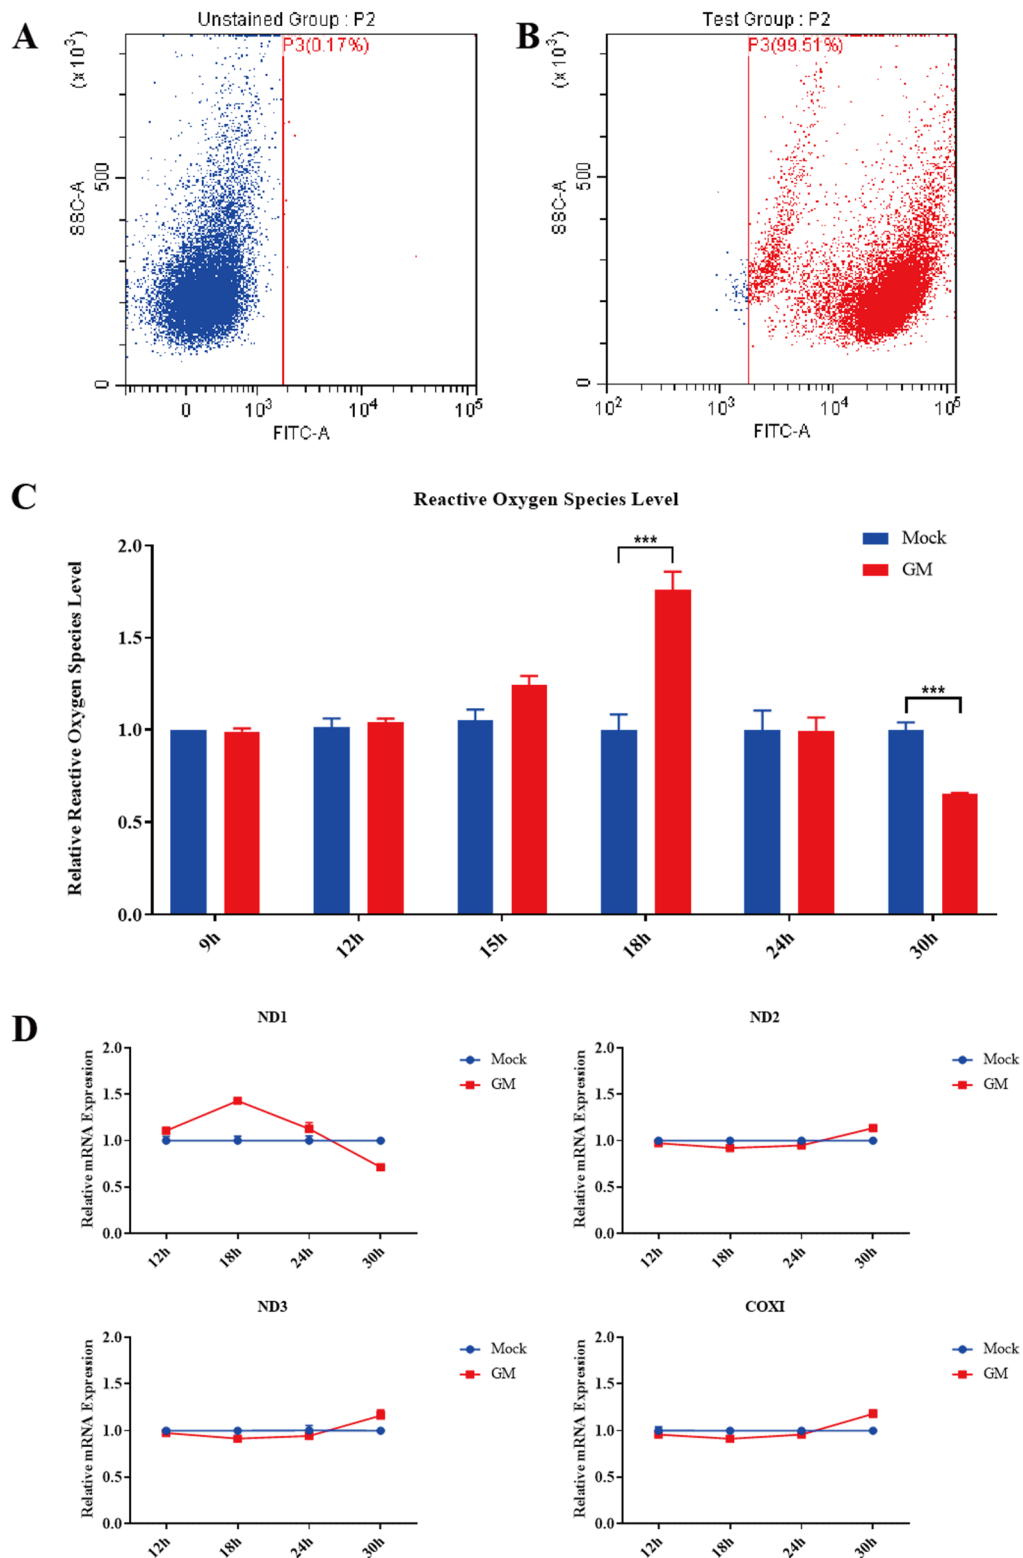 A
Unstained Group : P2
P3(0.17%)
(x 10³)
SSC-A
500
0
0 10³ 10⁴ 10⁵
FITC-A
B
Test Group : P2
P3(99.51%)
(x 10³)
SSC-A
500
0
10² 10³ 10⁴ 10⁵
FITC-A
C
Reactive Oxygen Species Level
Relative Reactive Oxygen Species Level
2.0
1.5
1.0
0.5
0.0
***
***
Mock
GM
9h 12h 15h 18h 24h 30h
D
ND1
Relative mRNA Expression
2.0
1.5
1.0
0.5
0.0
12h 18h 24h 30h
Mock
GM
ND2
Relative mRNA Expression
2.0
1.5
1.0
0.5
0.0
12h 18h 24h 30h
Mock
GM
ND3
Relative mRNA Expression
2.0
1.5
1.0
0.5
0.0
12h 18h 24h 30h
Mock
GM
COXI
Relative mRNA Expression
2.0
1.5
1.0
0.5
0.0
12h 18h 24h 30h
Mock
GM